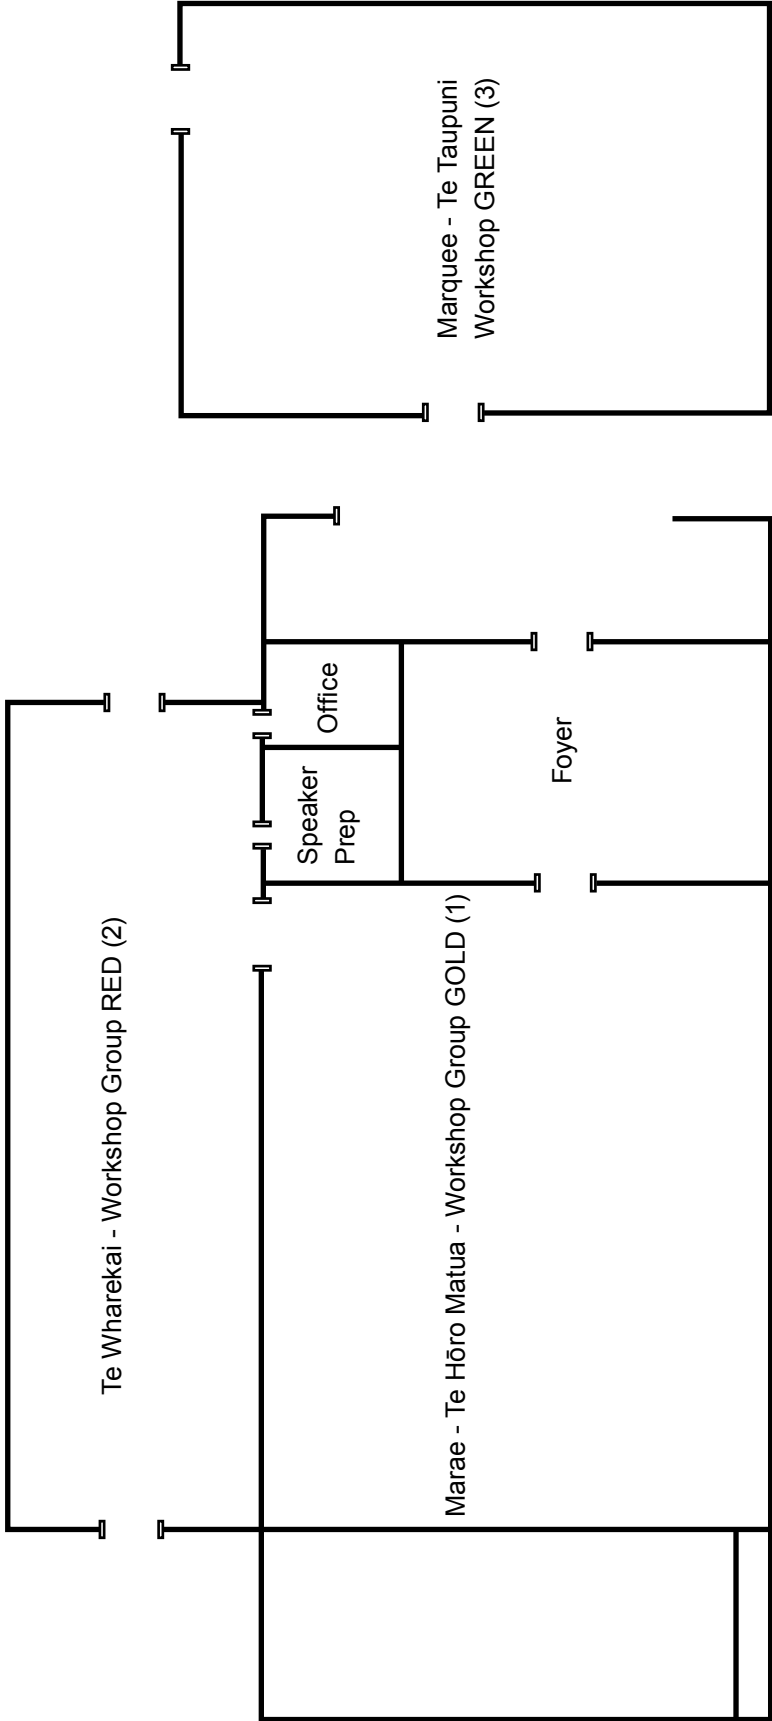 Te Wharekai - Workshop Group RED (2)
Speaker
Prep
Office
Marae - Te Hōro Matua - Workshop Group GOLD (1)
Foyer
Marquee - Te Taupuni
Workshop GREEN (3)